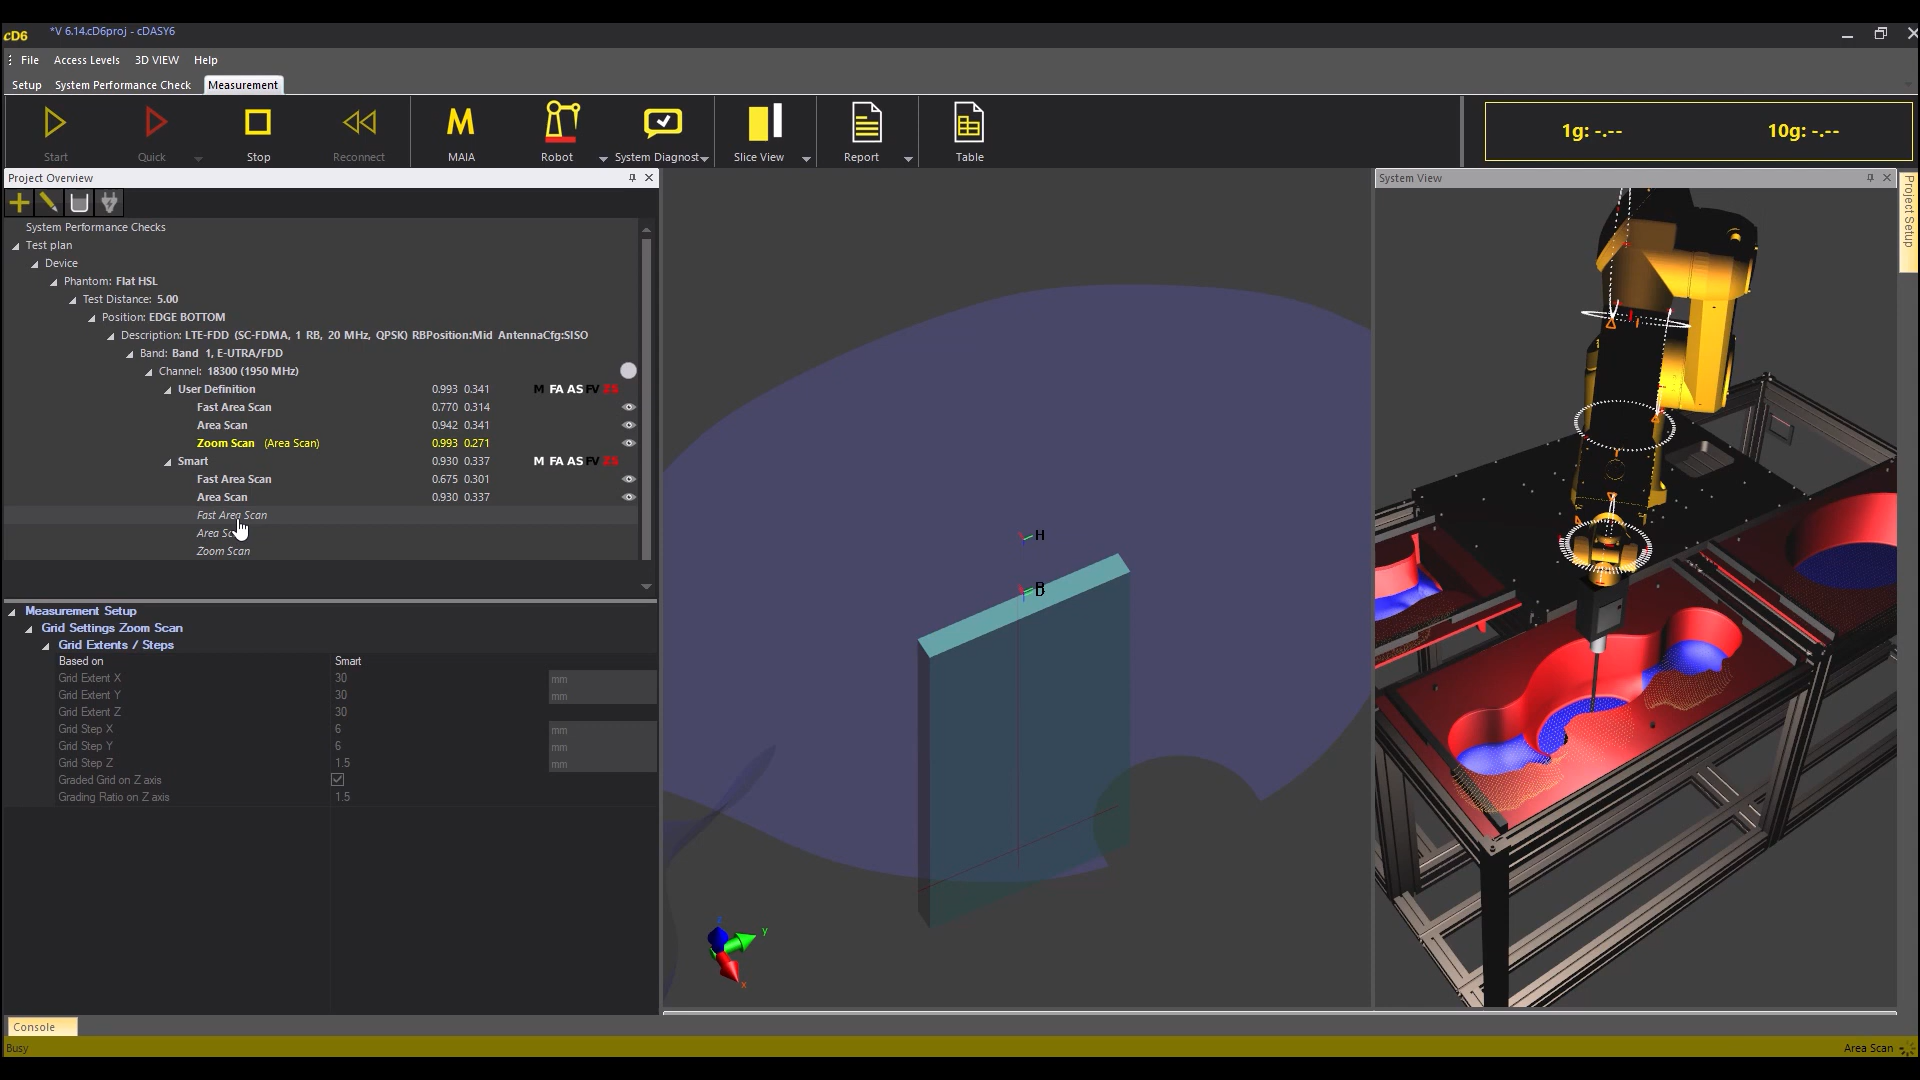 cD6 *V 6.14.cD6proj - cDASY6
File Access Levels 3D VIEW Help
Setup System Performance Check Measurement
Start Quick Stop Reconnect M MAIA Robot System Diagnost Slice View Report Table
1g: -.-- 10g: -.--
Project Overview
System Performance Checks
Test plan
Device
Phantom: Flat HSL
Test Distance: 5.00
Position: EDGE BOTTOM
Description: LTE-FDD (SC-FDMA, 1 RB, 20 MHz, QPSK) RBPosition:Mid AntennaCfg:SISO
Band: Band 1, E-UTRA/FDD
Channel: 18300 (1950 MHz)
User Definition 0.993 0.341 M FA AS FV ZS
Fast Area Scan 0.770 0.314
Area Scan 0.942 0.341
Zoom Scan (Area Scan) 0.993 0.271
Smart 0.930 0.337 M FA AS FV ZS
Fast Area Scan 0.675 0.301
Area Scan 0.930 0.337
Fast Area Scan
Area Sc
Zoom Scan
Measurement Setup
Grid Settings Zoom Scan
Grid Extents / Steps
Based on Smart
Grid Extent X 30 mm
Grid Extent Y 30 mm
Grid Extent Z 30
Grid Step X 6 mm
Grid Step Y 6 mm
Grid Step Z 1.5 mm
Graded Grid on Z axis
Grading Ratio on Z axis 1.5
H
B
z
y
x
System View
Project Setup
Console
Busy
Area Scan